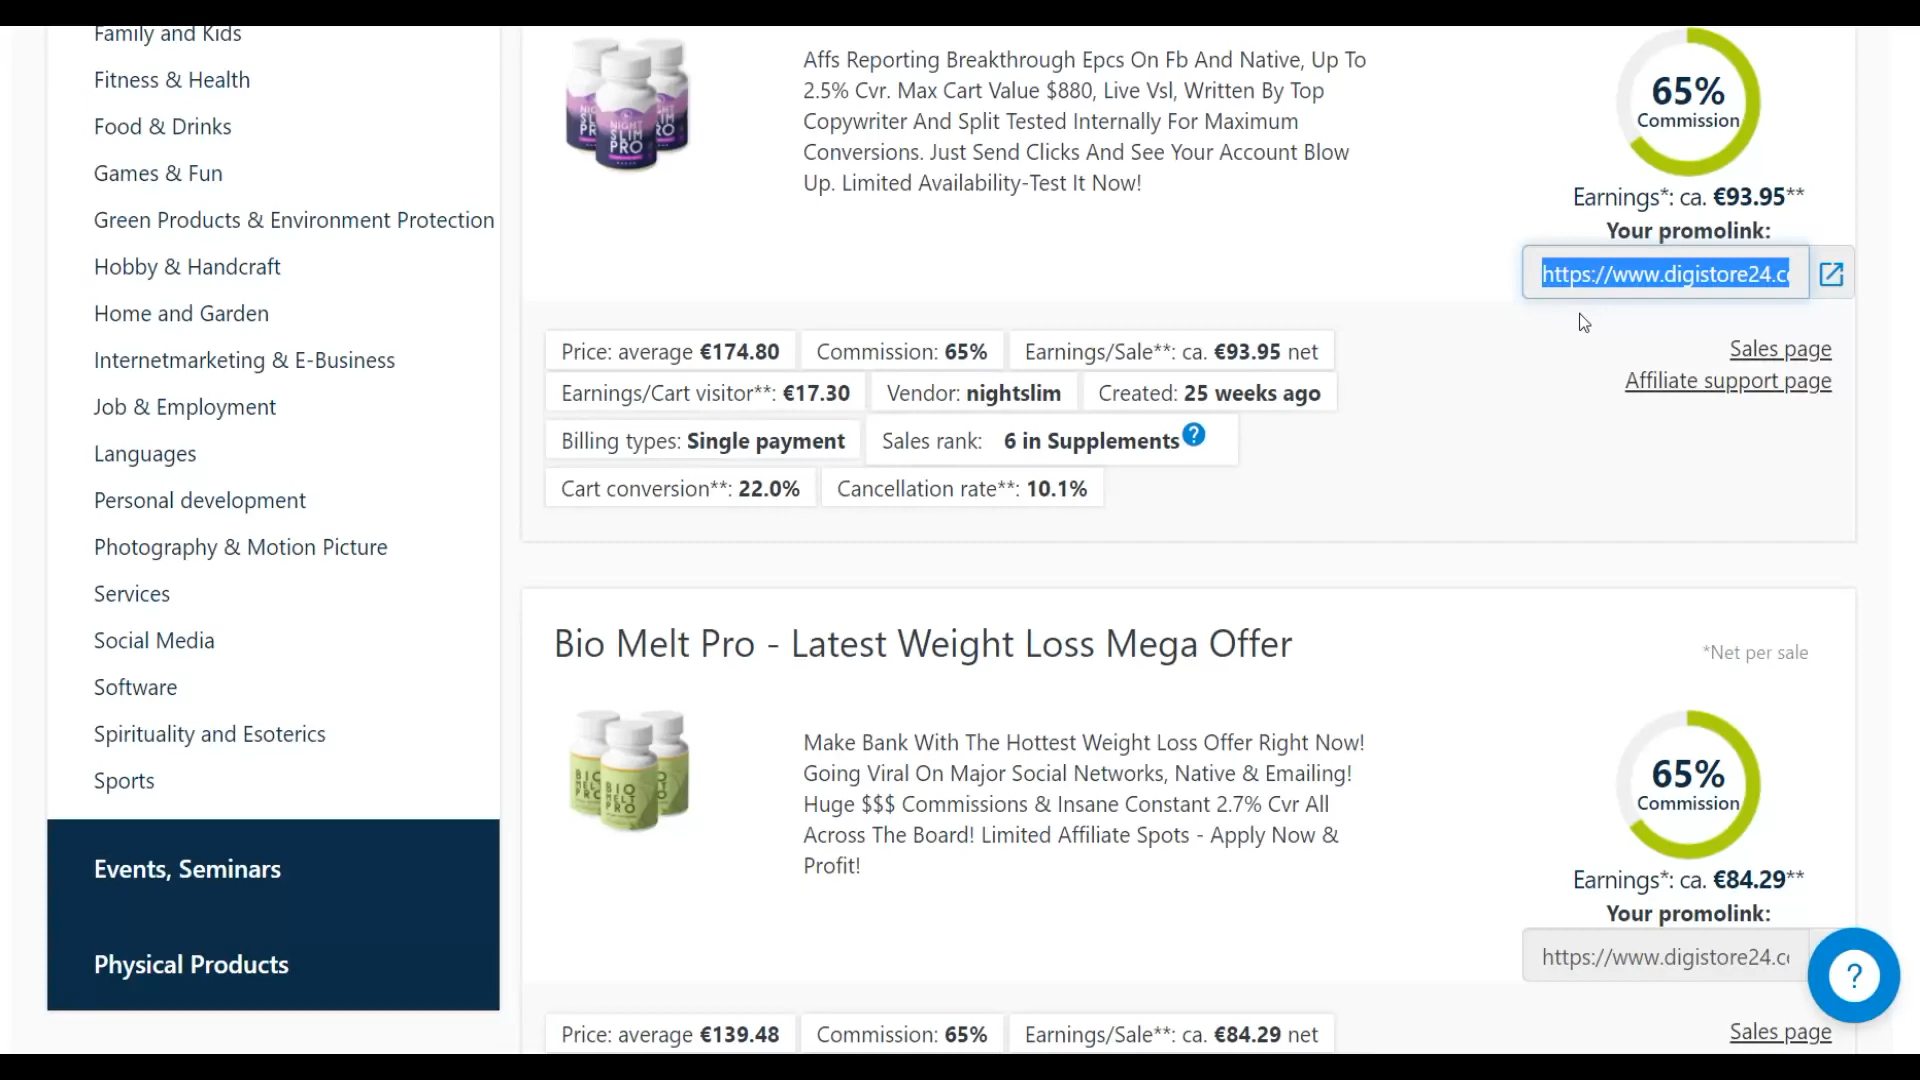 Family and Kids
Fitness & Health
Food & Drinks
Games & Fun
Green Products & Environment Protection
Hobby & Handcraft
Home and Garden
Internetmarketing & E-Business
Job & Employment
Languages
Personal development
Photography & Motion Picture
Services
Social Media
Software
Spirituality and Esoterics
Sports
Events, Seminars
Physical Products
NIGHT
SLIM
PRO
Affs Reporting Breakthrough Epcs On Fb And Native, Up To
2.5% Cvr. Max Cart Value $880, Live Vsl, Written By Top
Copywriter And Split Tested Internally For Maximum
Conversions. Just Send Clicks And See Your Account Blow
Up. Limited Availability-Test It Now!
65%
Commission
Earnings*: ca. €93.95**
Your promolink:
https://www.digistore24.c
Sales page
Affiliate support page
Price: average €174.80 Commission: 65% Earnings/Sale**: ca. €93.95 net
Earnings/Cart visitor**: €17.30 Vendor: nightslim Created: 25 weeks ago
Billing types: Single payment Sales rank: 6 in Supplements ?
Cart conversion**: 22.0% Cancellation rate**: 10.1%
Bio Melt Pro - Latest Weight Loss Mega Offer
*Net per sale
BIO
MELT
PRO
Make Bank With The Hottest Weight Loss Offer Right Now!
Going Viral On Major Social Networks, Native & Emailing!
Huge $$$ Commissions & Insane Constant 2.7% Cvr All
Across The Board! Limited Affiliate Spots - Apply Now &
Profit!
65%
Commission
Earnings*: ca. €84.29**
Your promolink:
https://www.digistore24.c
?
Sales page
Price: average €139.48 Commission: 65% Earnings/Sale**: ca. €84.29 net